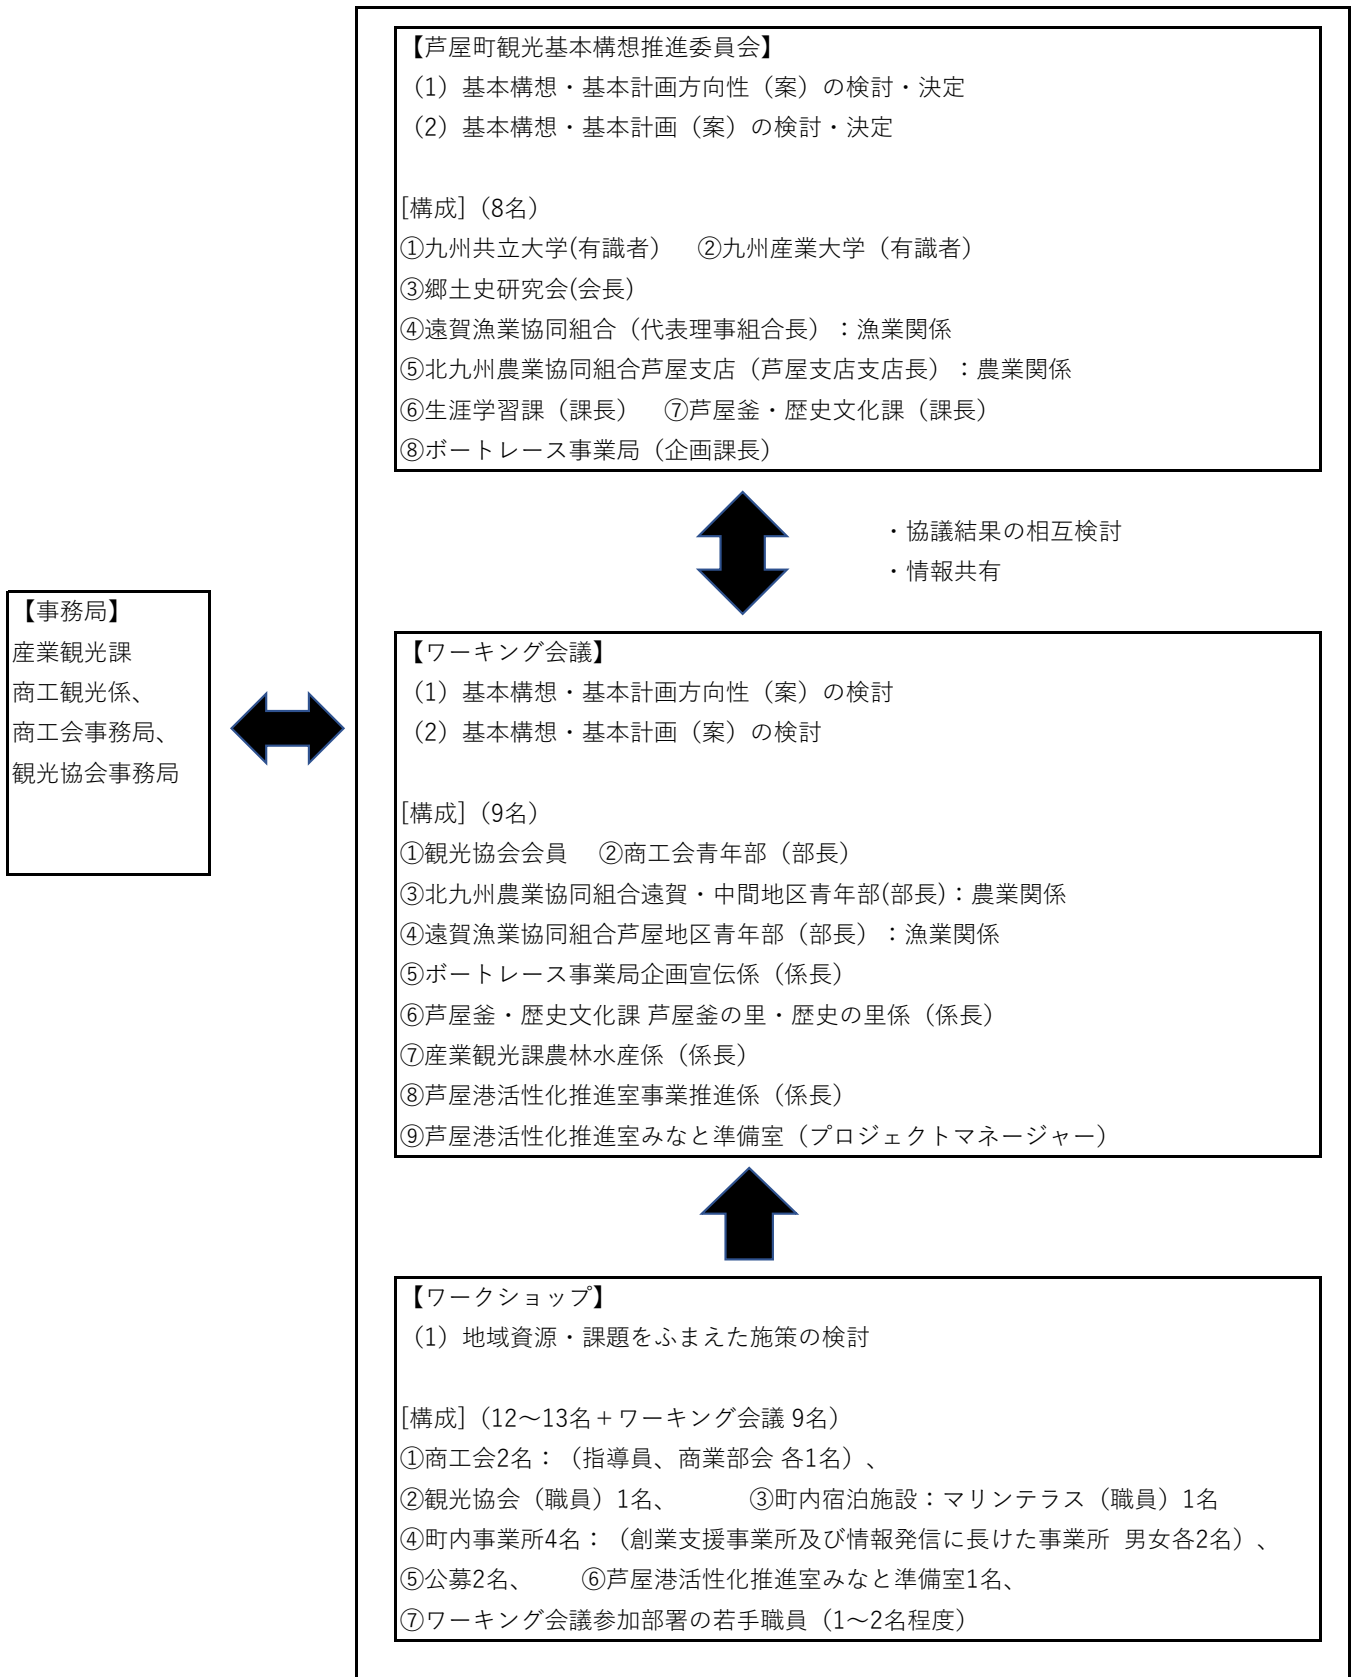 【芦屋町観光基本構想推進委員会】
（1）基本構想・基本計画方向性（案）の検討・決定
（2）基本構想・基本計画（案）の検討・決定
[構成]（8名）
①九州共立大学(有識者)　②九州産業大学（有識者）
③郷土史研究会(会長)
④遠賀漁業協同組合（代表理事組合長）：漁業関係
⑤北九州農業協同組合芦屋支店（芦屋支店支店長）：農業関係
⑥生涯学習課（課長）　⑦芦屋釜・歴史文化課（課長）
⑧ボートレース事業局（企画課長）
・協議結果の相互検討
・情報共有
【事務局】
産業観光課
商工観光係、
商工会事務局、
観光協会事務局
【ワーキング会議】
（1）基本構想・基本計画方向性（案）の検討
（2）基本構想・基本計画（案）の検討
[構成]（9名）
①観光協会会員　②商工会青年部（部長）
③北九州農業協同組合遠賀・中間地区青年部(部長)：農業関係
④遠賀漁業協同組合芦屋地区青年部（部長）：漁業関係
⑤ボートレース事業局企画宣伝係（係長）
⑥芦屋釜・歴史文化課 芦屋釜の里・歴史の里係（係長）
⑦産業観光課農林水産係（係長）
⑧芦屋港活性化推進室事業推進係（係長）
⑨芦屋港活性化推進室みなと準備室（プロジェクトマネージャー）
【ワークショップ】
（1）地域資源・課題をふまえた施策の検討
[構成]（12～13名＋ワーキング会議 9名）
①商工会2名：（指導員、商業部会 各1名）、
②観光協会（職員）1名、　③町内宿泊施設：マリンテラス（職員）1名
④町内事業所4名：（創業支援事業所及び情報発信に長けた事業所 男女各2名）、
⑤公募2名、　⑥芦屋港活性化推進室みなと準備室1名、
⑦ワーキング会議参加部署の若手職員（1～2名程度）